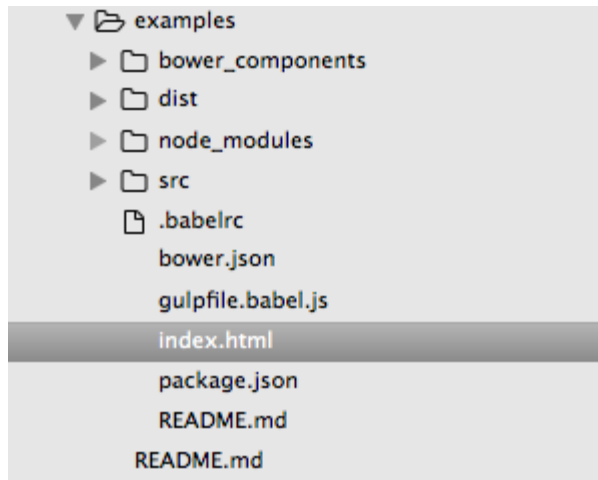 examples
bower_components
dist
node_modules
src
.babelrc
bower.json
gulpfile.babel.js
index.html
package.json
README.md
README.md